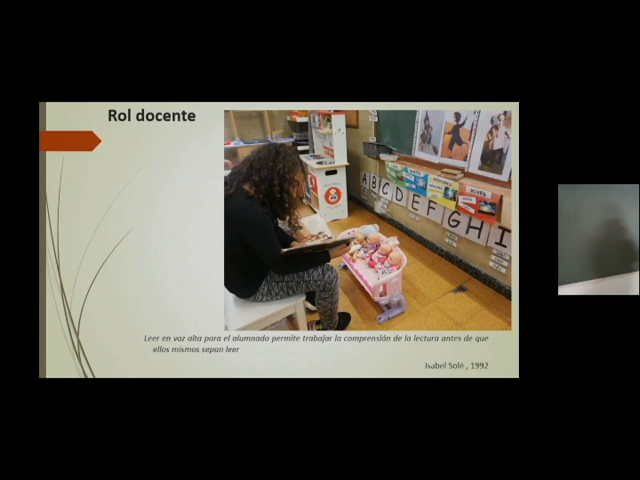 Rol docente
A B C D E F G H I
Leer en voz alta para el alumnado permite trabajar la comprensión de la lectura antes de que
ellos mismos sepan leer
Isabel Solé , 1992